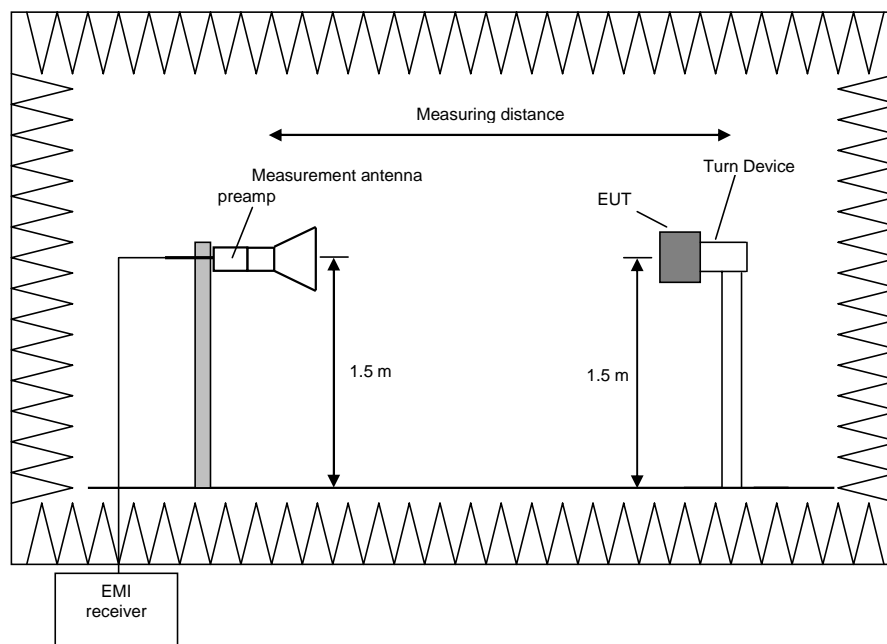 Measuring distance
Measurement antenna
preamp
Turn Device
EUT
1.5 m
1.5 m
EMI
receiver